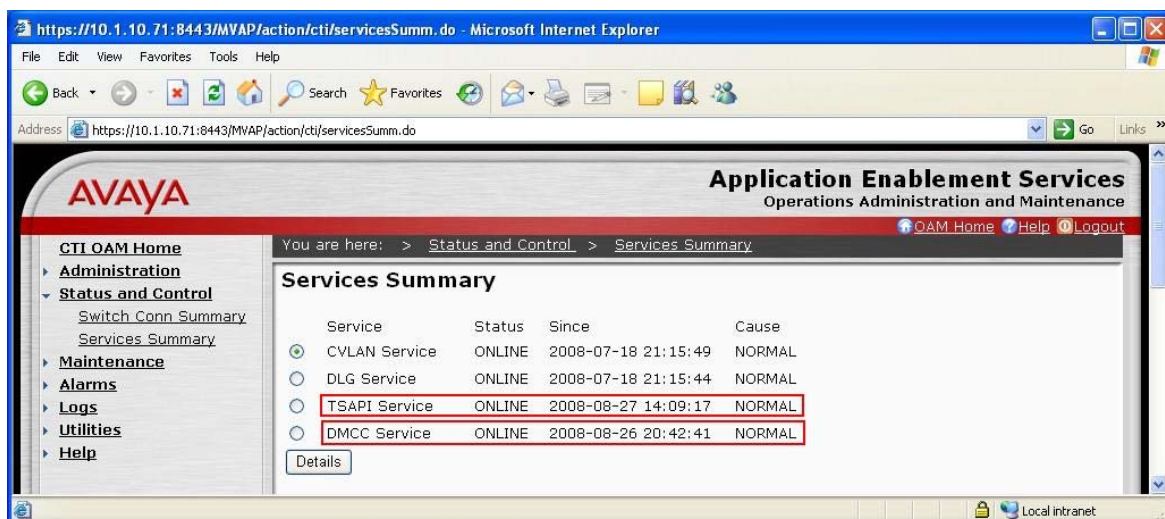 https://10.1.10.71:8443/MVAP/action/cti/servicesSumm.do - Microsoft Internet Explorer
File Edit View Favorites Tools Help
Back Search Favorites
Address https://10.1.10.71:8443/MVAP/action/cti/servicesSumm.do Go Links »
AVAYA
Application Enablement Services
Operations Administration and Maintenance
OAM Home Help Logout
CTI OAM Home
Administration
Status and Control
Switch Conn Summary
Services Summary
Maintenance
Alarms
Logs
Utilities
Help
You are here: > Status and Control > Services Summary
Services Summary
Service Status Since Cause
CVLAN Service ONLINE 2008-07-18 21:15:49 NORMAL
DLG Service ONLINE 2008-07-18 21:15:44 NORMAL
TSAPI Service ONLINE 2008-08-27 14:09:17 NORMAL
DMCC Service ONLINE 2008-08-26 20:42:41 NORMAL
Details
Local intranet